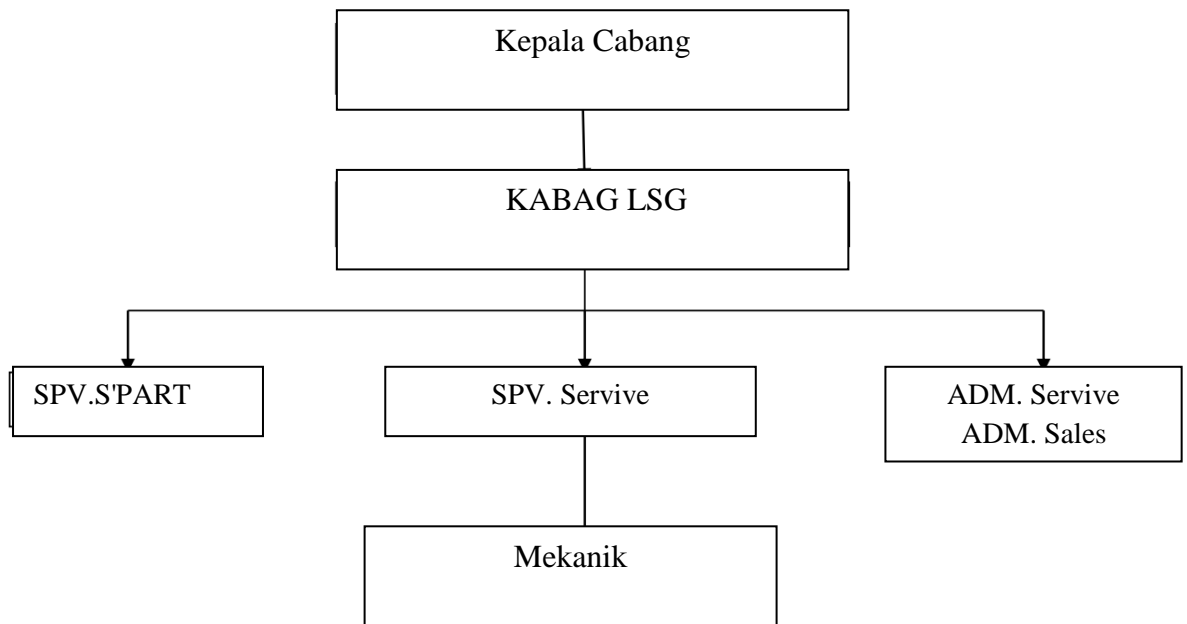 Kepala Cabang
KABAG LSG
SPV.S'PART
SPV. Servive
ADM. Servive
ADM. Sales
Mekanik